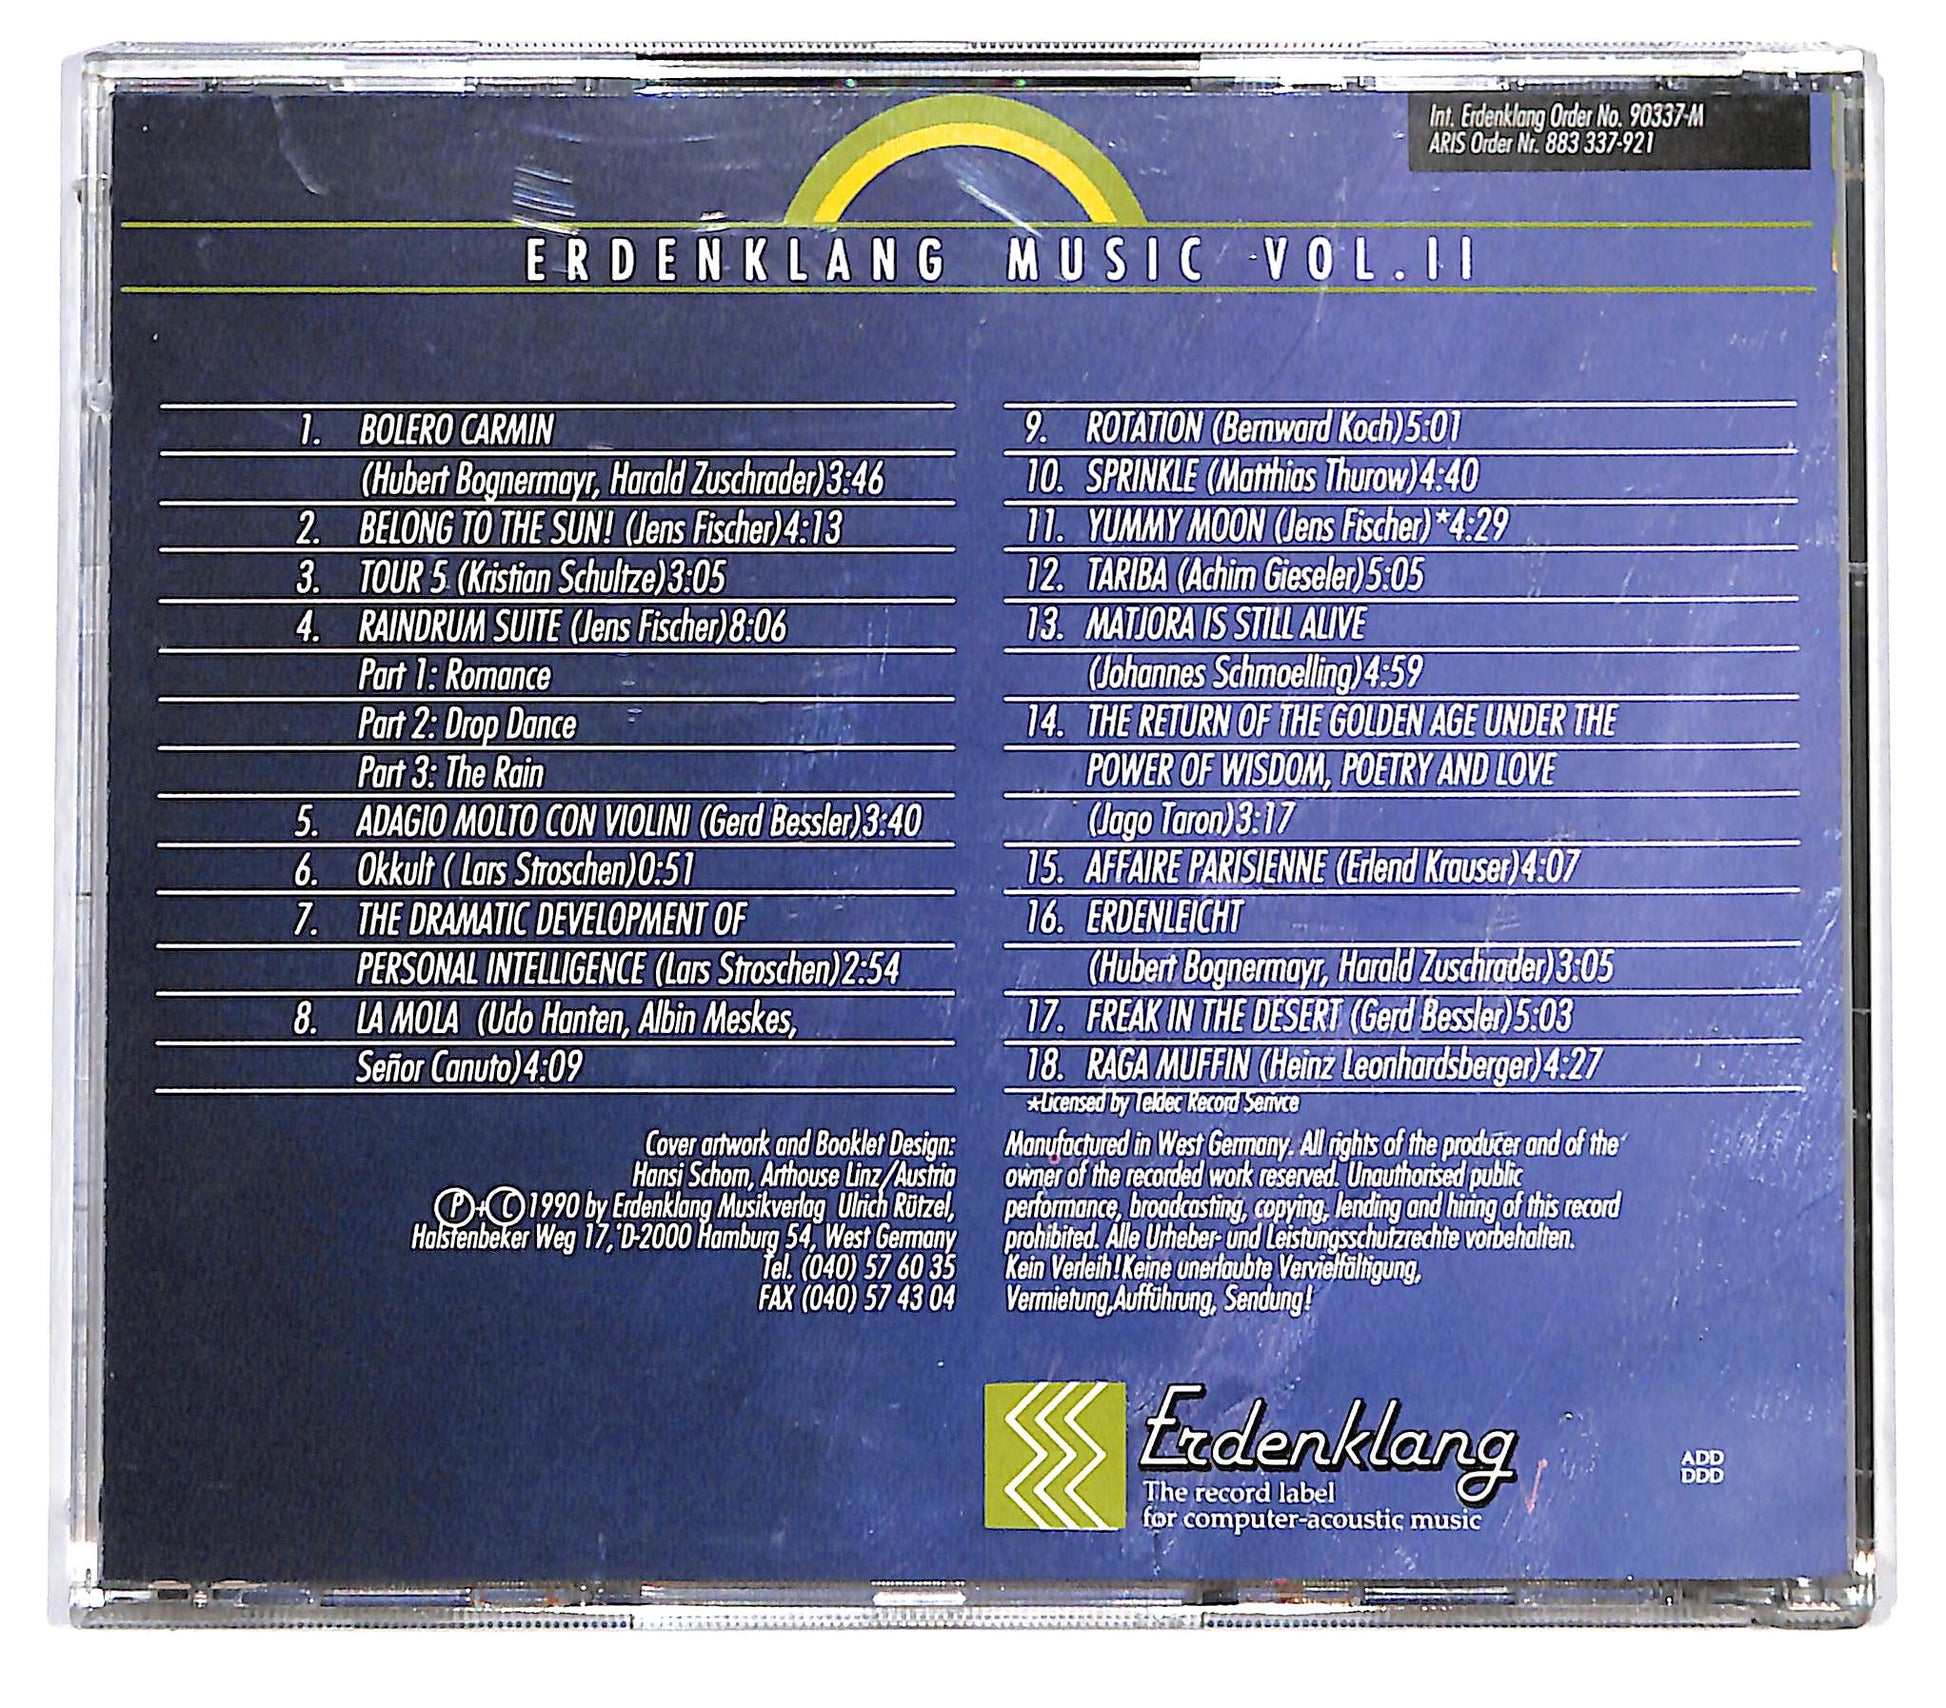 Int. Erdenklang Order No. 90337-M
ARIS Order Nr. 883 337-921
ERDENKLANG MUSIC VOL.II
1. BOLERO CARMIN
(Hubert Bognermayr, Harald Zuschrader)3:46
2. BELONG TO THE SUN! (Jens Fischer)4:13
3. TOUR 5 (Kristian Schultze)3:05
4. RAINDRUM SUITE (Jens Fischer)8:06
Part 1: Romance
Part 2: Drop Dance
Part 3: The Rain
5. ADAGIO MOLTO CON VIOLINI (Gerd Bessler)3:40
6. Okkult ( Lars Stroschen)0:51
7. THE DRAMATIC DEVELOPMENT OF
PERSONAL INTELLIGENCE (Lars Stroschen)2:54
8. LA MOLA (Udo Hanten, Albin Meskes,
Señor Canuto)4:09
9. ROTATION (Bernward Koch)5:01
10. SPRINKLE (Matthias Thurow)4:40
11. YUMMY MOON (Jens Fischer)*4:29
12. TARIBA (Achim Gieseler)5:05
13. MATJORA IS STILL ALIVE
(Johannes Schmoelling)4:59
14. THE RETURN OF THE GOLDEN AGE UNDER THE
POWER OF WISDOM, POETRY AND LOVE
(Jago Taron)3:17
15. AFFAIRE PARISIENNE (Erlend Krauser)4:07
16. ERDENLEICHT
(Hubert Bognermayr, Harald Zuschrader)3:05
17. FREAK IN THE DESERT (Gerd Bessler)5:03
18. RAGA MUFFIN (Heinz Leonhardsberger)4:27
*Licensed by Teldec Record Serivce
Cover artwork and Booklet Design:
Hansi Schorn, Arthouse Linz/Austria
Ⓟ+Ⓒ1990 by Erdenklang Musikverlag Ulrich Rützel,
Halstenbeker Weg 17, D-2000 Hamburg 54, West Germany
Tel. (040) 57 60 35
FAX (040) 57 43 04
Manufactured in West Germany. All rights of the producer and of the
owner of the recorded work reserved. Unauthorised public
performance, broadcasting, copying, lending and hiring of this record
prohibited. Alle Urheber- und Leistungsschutzrechte vorbehalten.
Kein Verleih!Keine unerlaubte Vervielfältigung,
Vermietung,Aufführung, Sendung!
Erdenklang
The record label
for computer-acoustic music
ADD
DDD